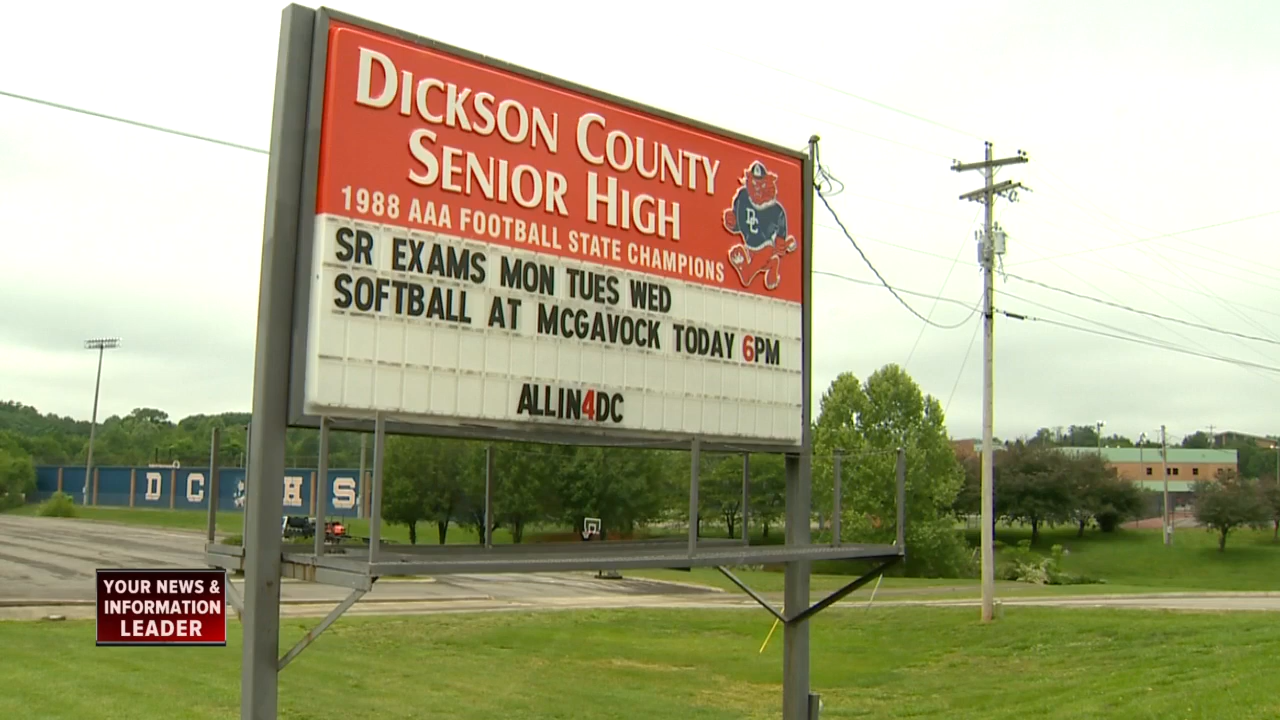 DICKSON COUNTY
SENIOR HIGH
1988 AAA FOOTBALL STATE CHAMPIONS
DC
SR EXAMS MON TUES WED
SOFTBALL AT MCGAVOCK TODAY 6PM
ALLIN4DC
D C H S
YOUR NEWS &
INFORMATION
LEADER